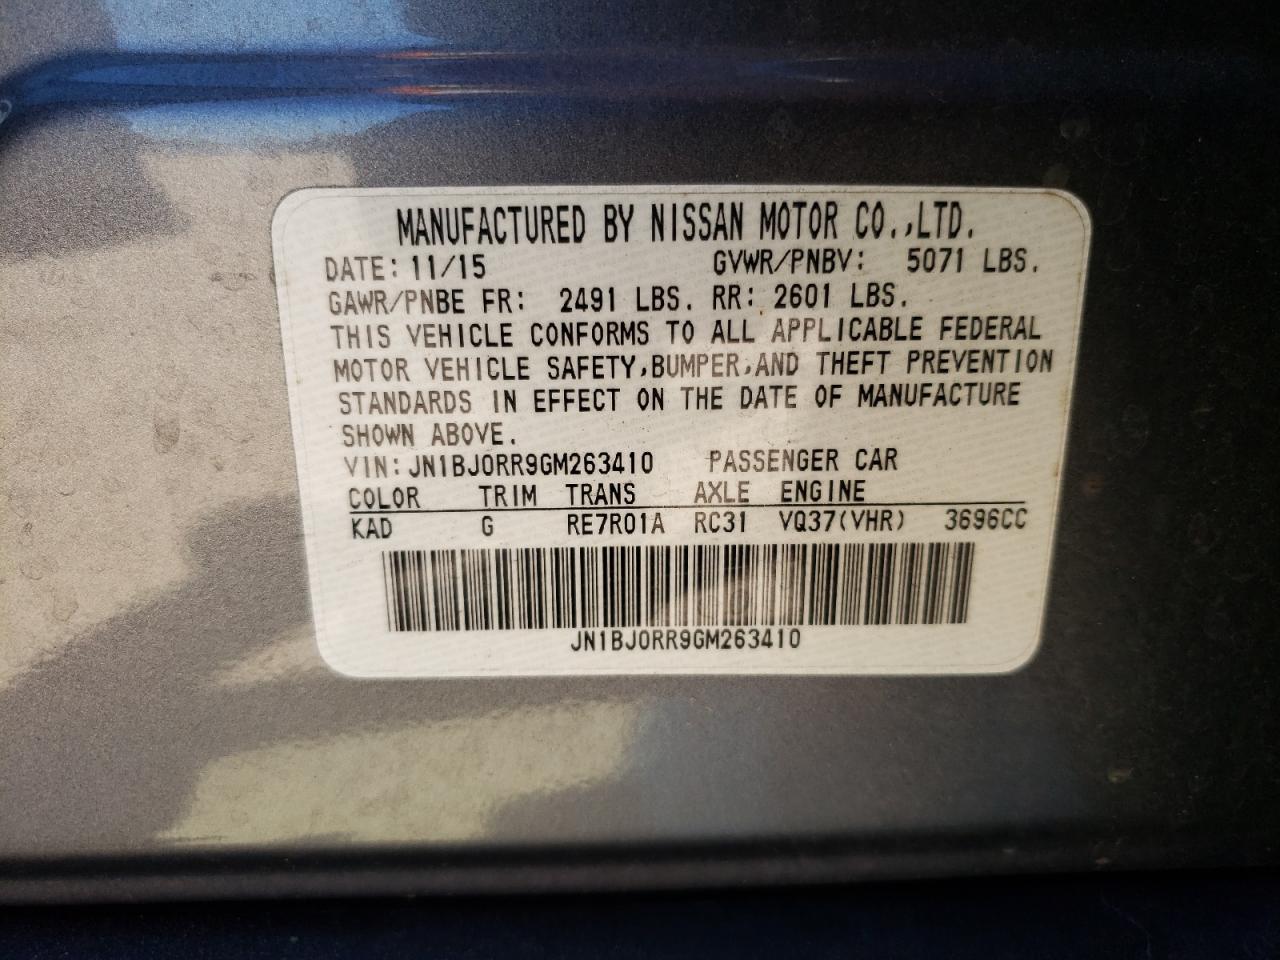 MANUFACTURED BY NISSAN MOTOR CO.,LTD.
DATE: 11/15 GVWR/PNBV: 5071 LBS.
GAWR/PNBE FR: 2491 LBS. RR: 2601 LBS.
THIS VEHICLE CONFORMS TO ALL APPLICABLE FEDERAL
MOTOR VEHICLE SAFETY,BUMPER,AND THEFT PREVENTION
STANDARDS IN EFFECT ON THE DATE OF MANUFACTURE
SHOWN ABOVE.
VIN: JN1BJ0RR9GM263410 PASSENGER CAR
COLOR TRIM TRANS AXLE ENGINE
KAD G RE7R01A RC31 VQ37(VHR) 3696CC
JN1BJ0RR9GM263410